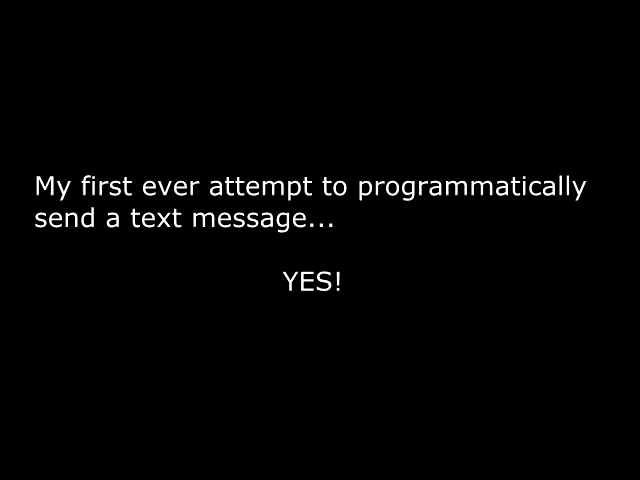 My first ever attempt to programmatically
send a text message...
YES!